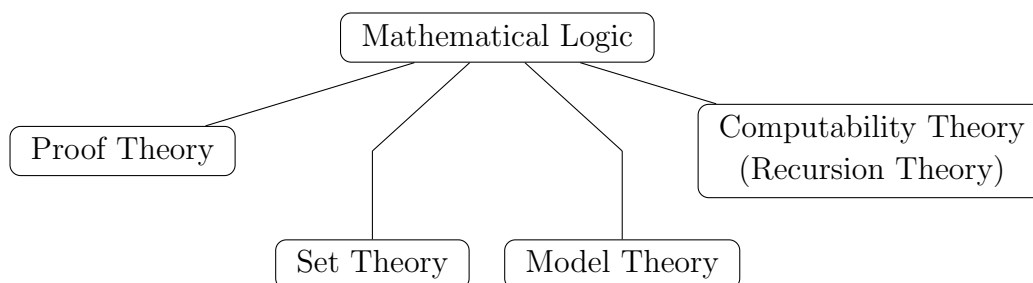 Mathematical Logic
Proof Theory
Computability Theory
(Recursion Theory)
Set Theory
Model Theory